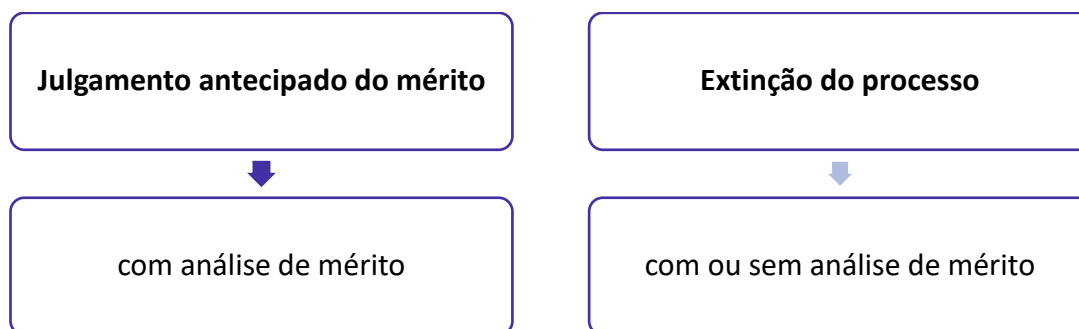 Julgamento antecipado do mérito
com análise de mérito
Extinção do processo
com ou sem análise de mérito